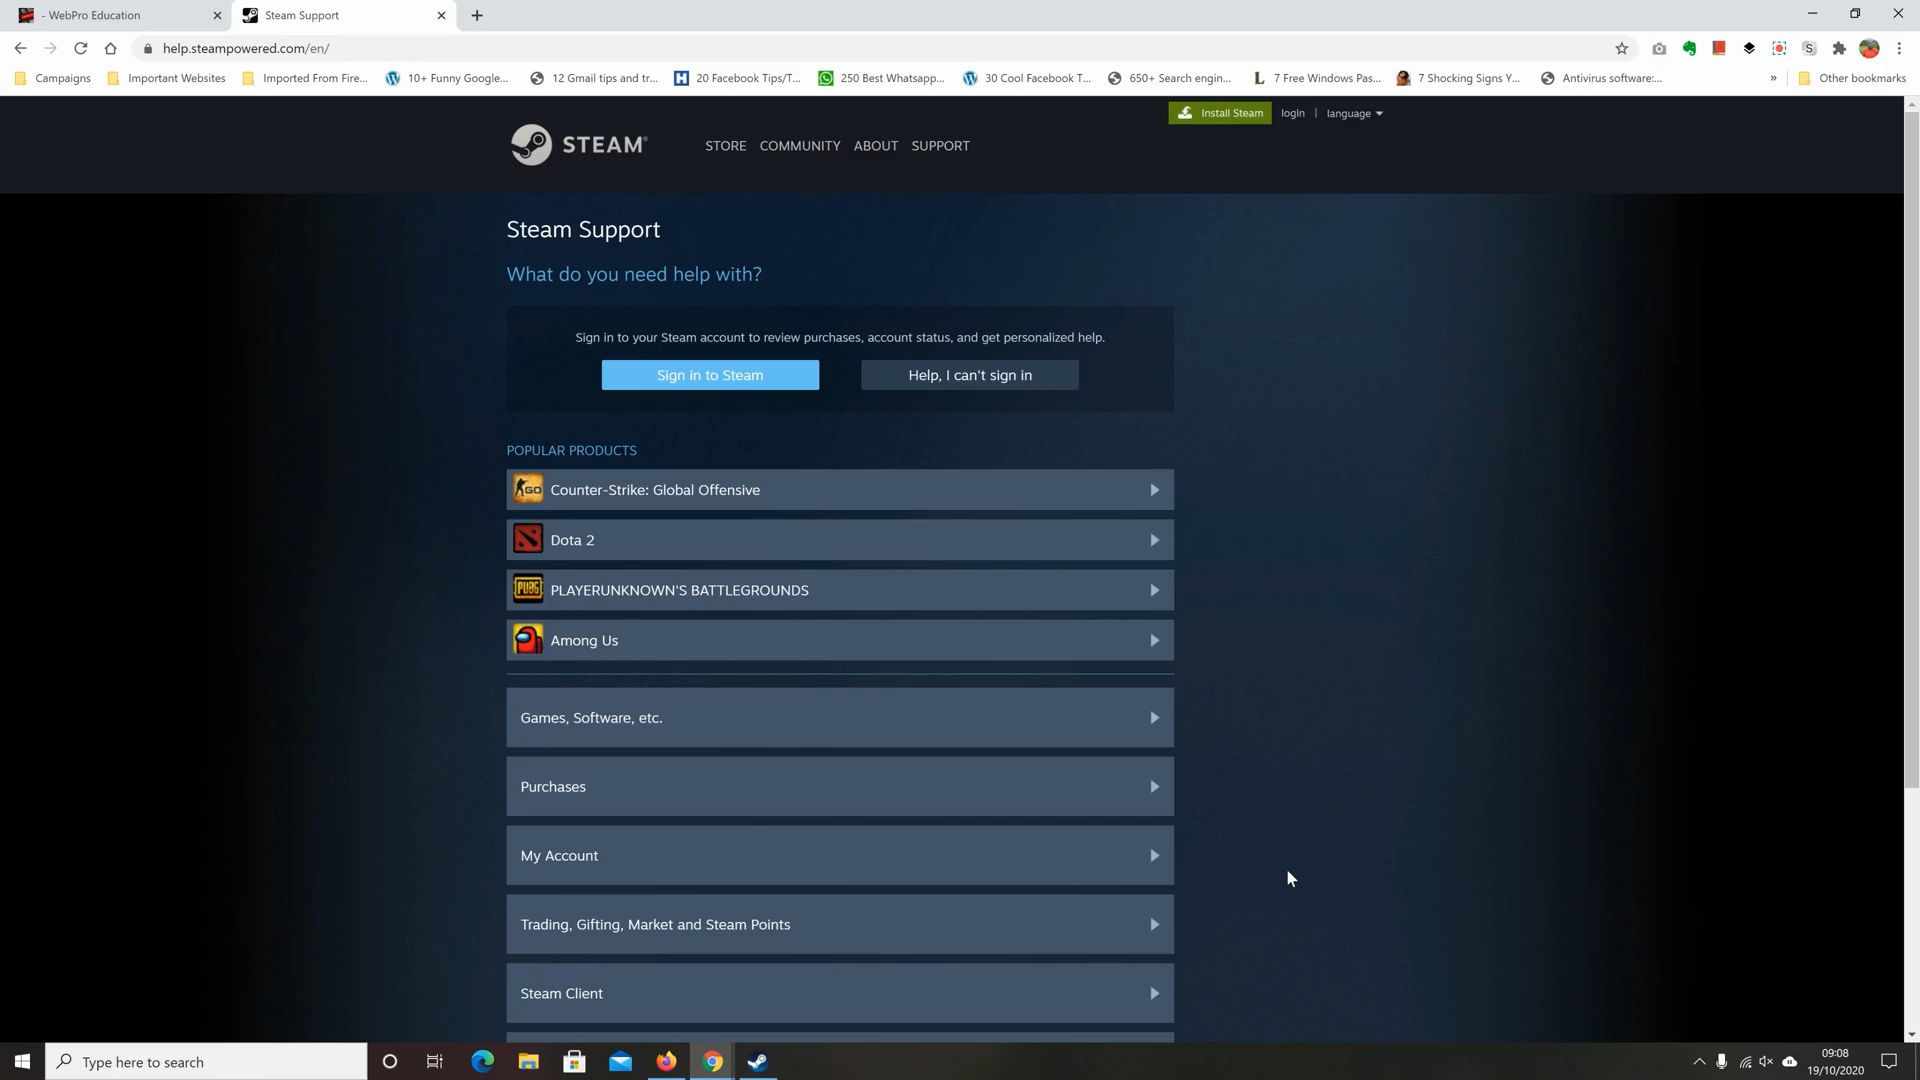 - WebPro Education
Steam Support
help.steampowered.com/en/
Campaigns
Important Websites
Imported From Fire...
10+ Funny Google...
12 Gmail tips and tr...
20 Facebook Tips/T...
250 Best Whatsapp...
30 Cool Facebook T...
650+ Search engin...
7 Free Windows Pas...
7 Shocking Signs Y...
Antivirus software:...
»
Other bookmarks
Install Steam
login | language
STEAM®
STORE COMMUNITY ABOUT SUPPORT
Steam Support
What do you need help with?
Sign in to your Steam account to review purchases, account status, and get personalized help.
Sign in to Steam
Help, I can't sign in
POPULAR PRODUCTS
GO
Counter-Strike: Global Offensive
Dota 2
PUBG
PLAYERUNKNOWN'S BATTLEGROUNDS
Among Us
Games, Software, etc.
Purchases
My Account
Trading, Gifting, Market and Steam Points
Steam Client
Type here to search
09:08
19/10/2020